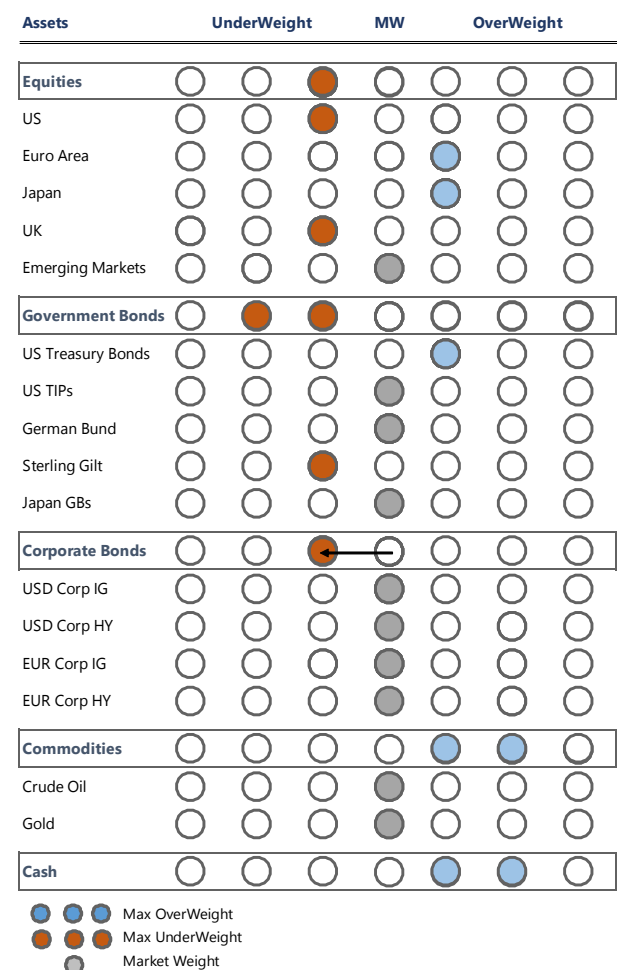 Assets UnderWeight MW OverWeight
Equities
US
Euro Area
Japan
UK
Emerging Markets
Government Bonds
US Treasury Bonds
US TIPs
German Bund
Sterling Gilt
Japan GBs
Corporate Bonds
USD Corp IG
USD Corp HY
EUR Corp IG
EUR Corp HY
Commodities
Crude Oil
Gold
Cash
Max OverWeight
Max UnderWeight
Market Weight